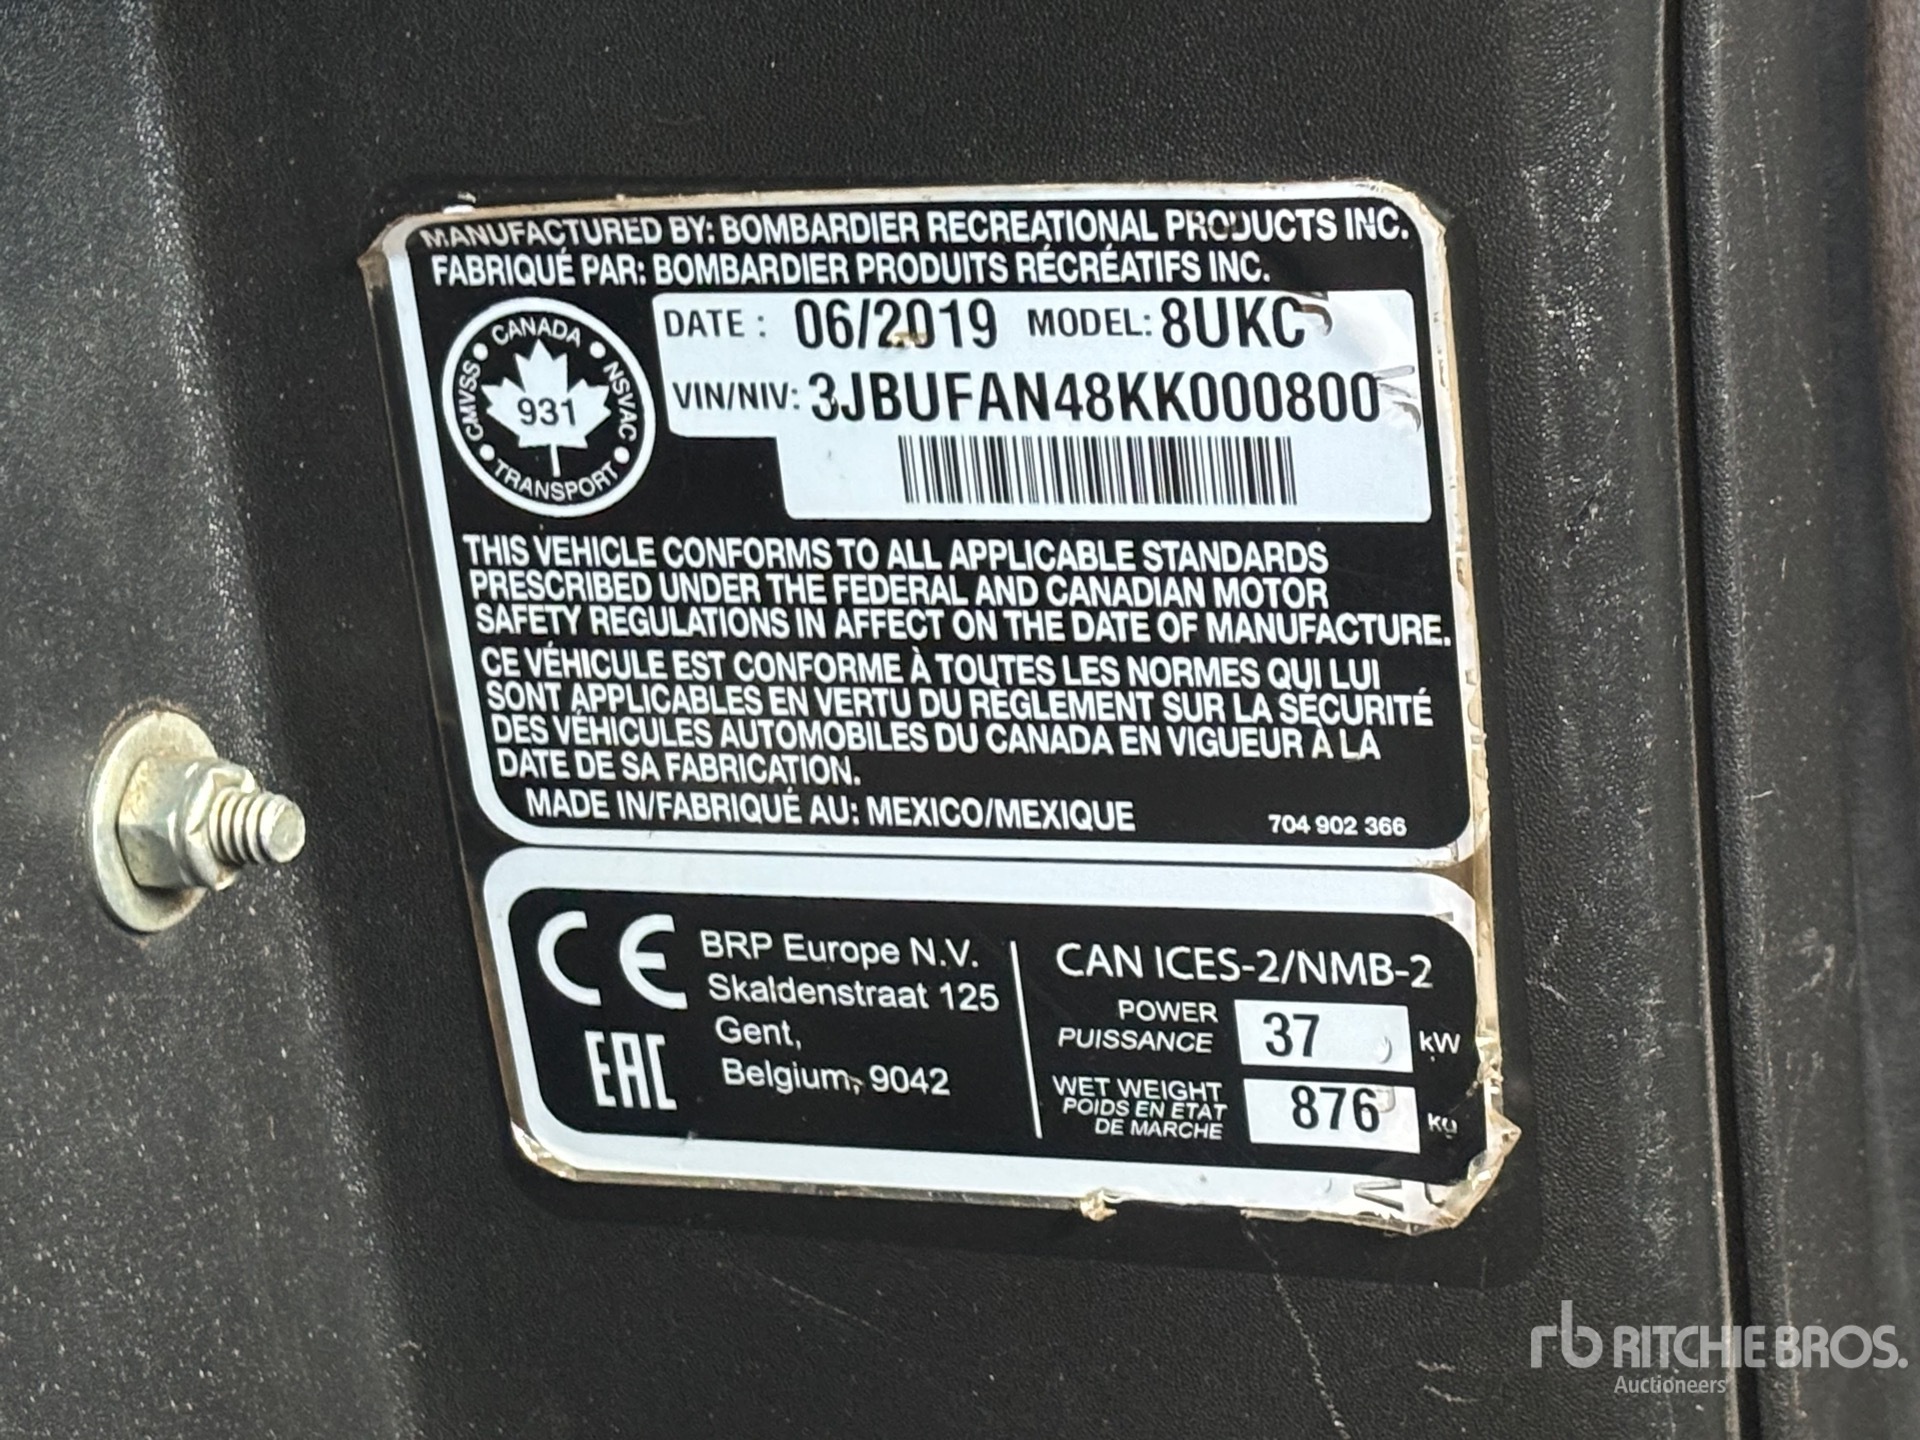 MANUFACTURED BY: BOMBARDIER RECREATIONAL PRODUCTS INC.
FABRIQUÉ PAR: BOMBARDIER PRODUITS RÉCRÉATIFS INC.
CANADA
CMVSS
NSVAC
931
TRANSPORT
DATE : 06/2019 MODEL: 8UKC
VIN/NIV: 3JBUFAN48KK000800
THIS VEHICLE CONFORMS TO ALL APPLICABLE STANDARDS
PRESCRIBED UNDER THE FEDERAL AND CANADIAN MOTOR
SAFETY REGULATIONS IN AFFECT ON THE DATE OF MANUFACTURE.
CE VÉHICULE EST CONFORME À TOUTES LES NORMES QUI LUI
SONT APPLICABLES EN VERTU DU RÈGLEMENT SUR LA SÉCURITÉ
DES VÉHICULES AUTOMOBILES DU CANADA EN VIGUEUR À LA
DATE DE SA FABRICATION.
MADE IN/FABRIQUÉ AU: MEXICO/MEXIQUE
704 902 366
CE
EAC
BRP Europe N.V.
Skaldenstraat 125
Gent,
Belgium, 9042
CAN ICES-2/NMB-2
POWER
PUISSANCE 37 kW
WET WEIGHT
POIDS EN ETAT
DE MARCHE 876 kg
rb RITCHIE BROS.
Auctioneers